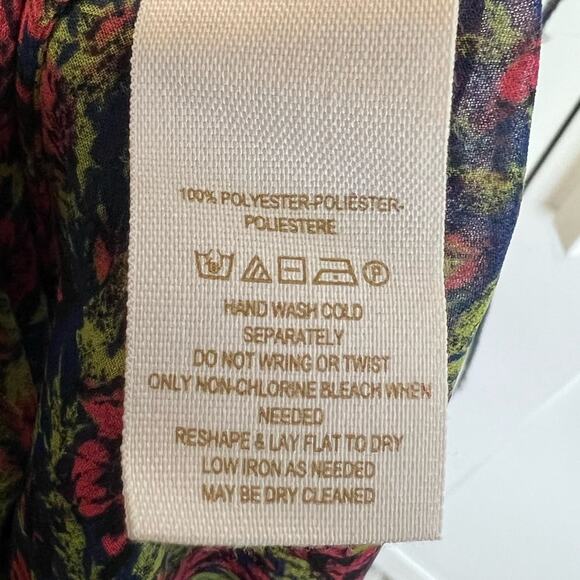 100% POLYESTER-POLIÉSTER-
POLIESTERE
P
HAND WASH COLD
SEPARATELY
DO NOT WRING OR TWIST
ONLY NON-CHLORINE BLEACH WHEN
NEEDED
RESHAPE & LAY FLAT TO DRY
LOW IRON AS NEEDED
MAY BE DRY CLEANED